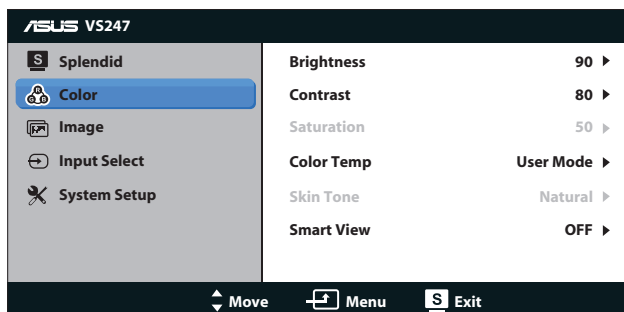 ASUS VS247
S Splendid
Color
Image
Input Select
System Setup
Brightness 90
Contrast 80
Saturation 50
Color Temp User Mode
Skin Tone Natural
Smart View OFF
Move Menu S Exit